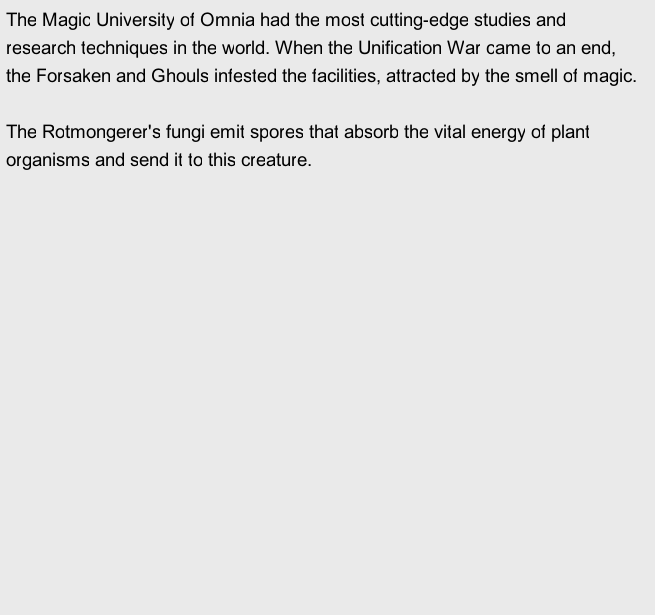 The Magic University of Omnia had the most cutting-edge studies and
research techniques in the world. When the Unification War came to an end,
the Forsaken and Ghouls infested the facilities, attracted by the smell of magic.

The Rotmongerer's fungi emit spores that absorb the vital energy of plant
organisms and send it to this creature.